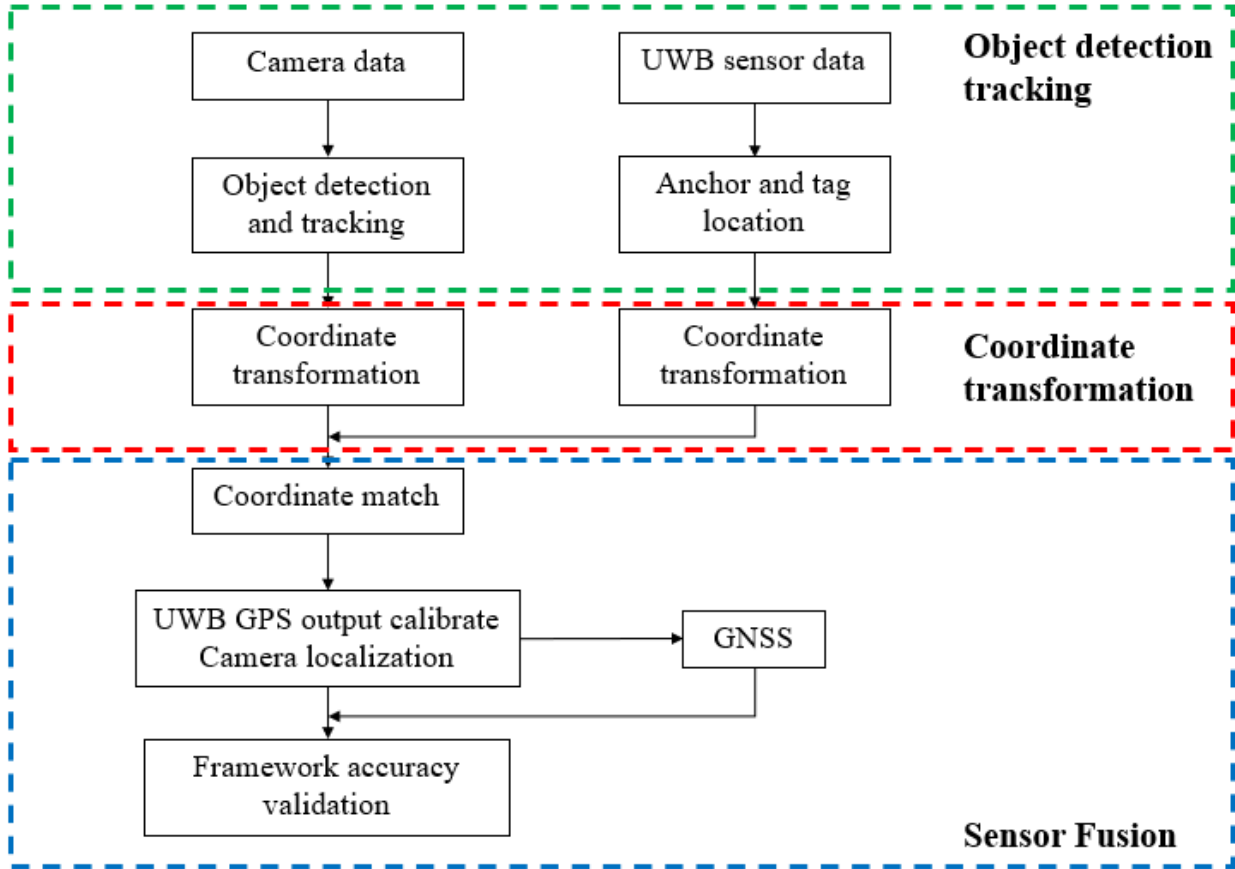 Camera data
UWB sensor data
Object detection
tracking
Object detection
and tracking
Anchor and tag
location
Coordinate
transformation
Coordinate
transformation
Coordinate
transformation
Coordinate match
UWB GPS output calibrate
Camera localization
GNSS
Framework accuracy
validation
Sensor Fusion